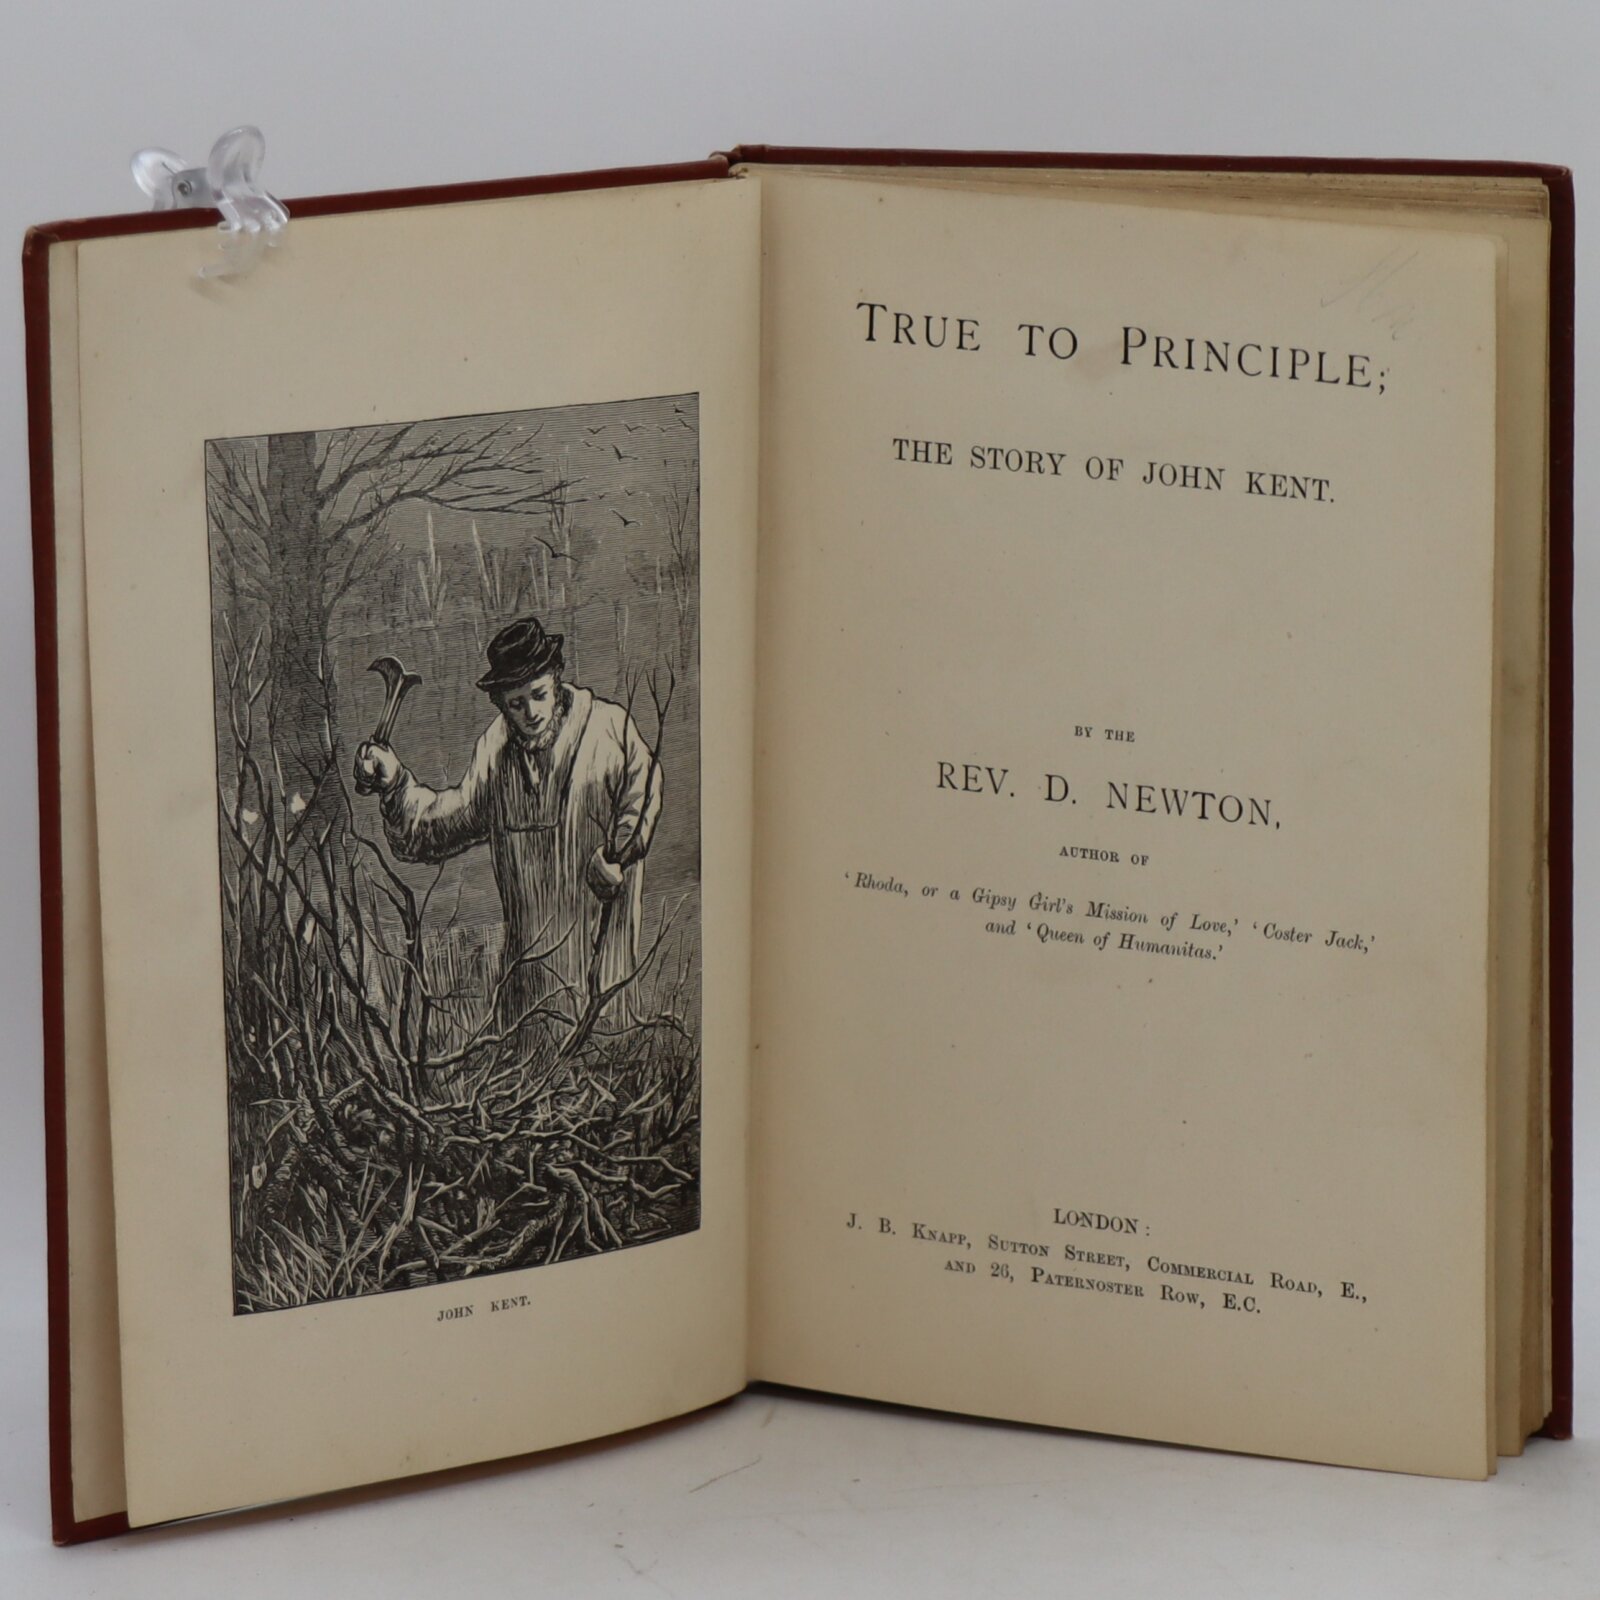 JOHN KENT.
TRUE TO PRINCIPLE;
THE STORY OF JOHN KENT.
BY THE
REV. D. NEWTON,
AUTHOR OF
‘Rhoda, or a Gipsy Girl’s Mission of Love,’ ‘Coster Jack,’
and ‘Queen of Humanitas.’
LONDON:
J. B. KNAPP, SUTTON STREET, COMMERCIAL ROAD, E.,
AND 26, PATERNOSTER ROW, E.C.